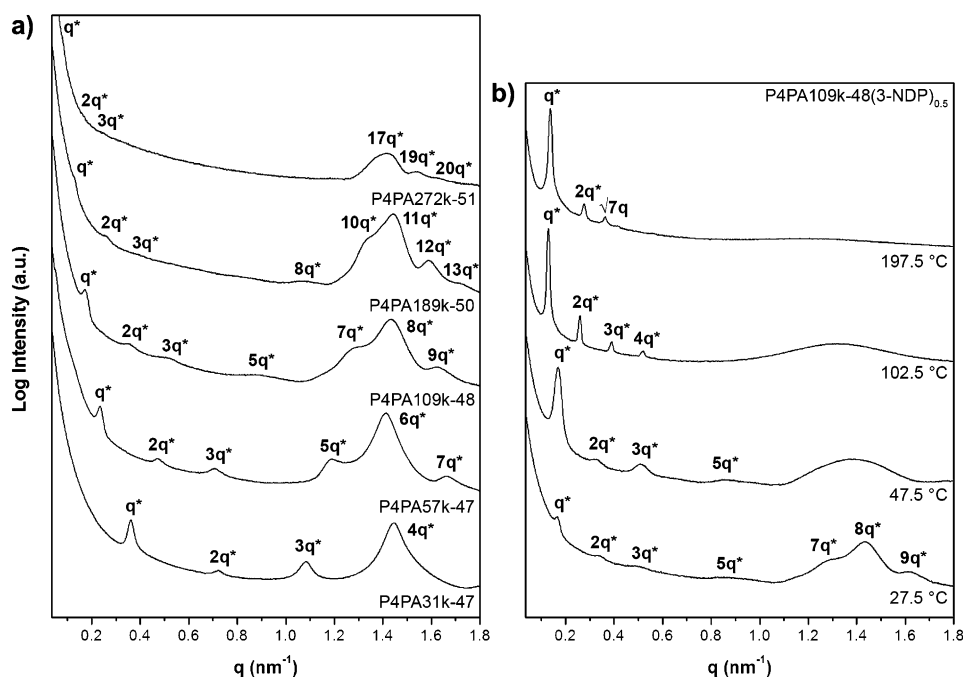 a)
q*
2q*
3q*
17q*
19q*
20q*
P4PA272k-51
q*
2q*
3q*
8q*
10q*
11q*
12q*
13q*
P4PA189k-50
q*
2q*
3q*
5q*
7q*
8q*
9q*
P4PA109k-48
q*
2q*
3q*
5q*
6q*
7q*
P4PA57k-47
q*
2q*
3q*
4q*
P4PA31k-47
Log Intensity (a.u.)
0.2 0.4 0.6 0.8 1.0 1.2 1.4 1.6 1.8
q (nm⁻¹)
b)
P4PA109k-48(3-NDP)₀.₅
q*
2q*
√7q
197.5 °C
q*
2q*
3q*
4q*
102.5 °C
q*
2q*
3q*
5q*
47.5 °C
q*
2q*
3q*
5q*
7q*
8q*
9q*
27.5 °C
0.2 0.4 0.6 0.8 1.0 1.2 1.4 1.6 1.8
q (nm⁻¹)